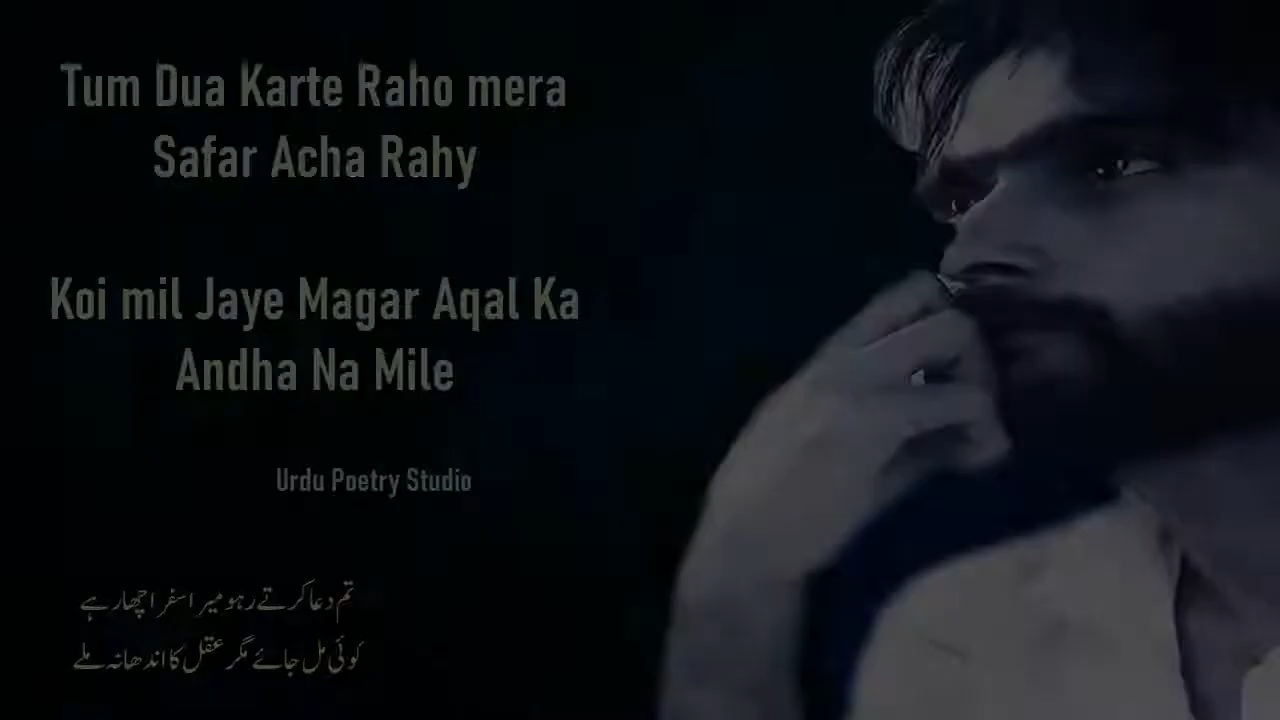 Tum Dua Karte Raho mera
Safar Acha Rahy
Koi mil Jaye Magar Aqal Ka
Andha Na Mile
Urdu Poetry Studio
تم دعا کرتے رہو میرا سفر اچھا رہے
کوئی مل جائے مگر عقل کا اندھا نہ ملے